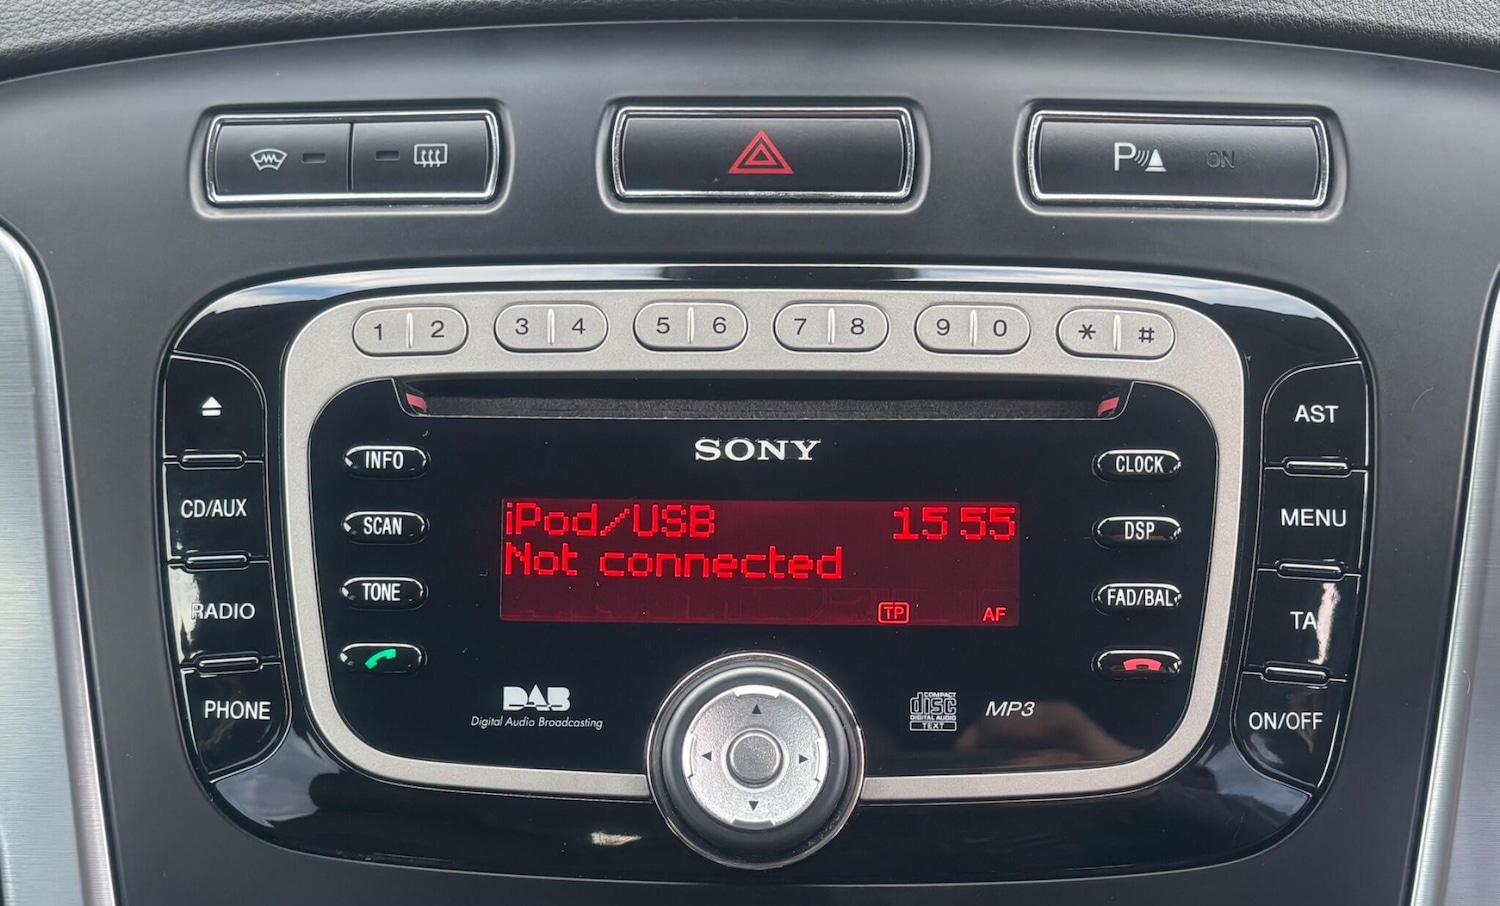 P ON
1 2 3 4 5 6 7 8 9 0 * #
SONY
AST
INFO
CLOCK
CD/AUX
MENU
SCAN
DSP
iPod/USB 15 55
Not connected
TONE
FAD/BAL
RADIO
TP AF
TA
PHONE
DAB
Digital Audio Broadcasting
COMPACT
disc
DIGITAL AUDIO
TEXT
MP3
ON/OFF